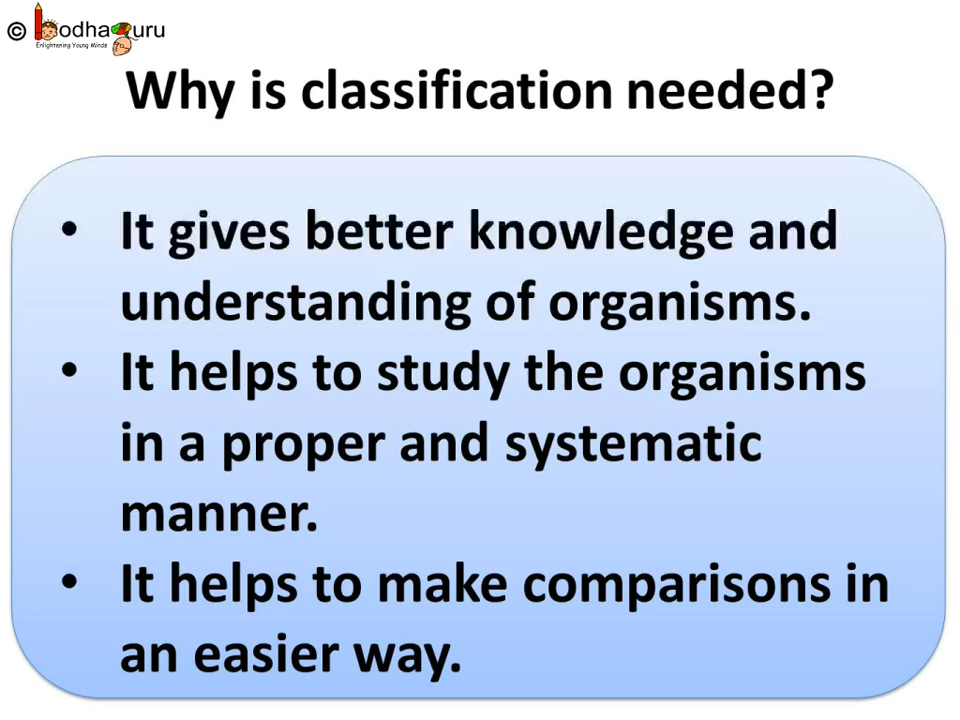 © BodhaGuru
Enlightening Young Minds
Why is classification needed?
• It gives better knowledge and
understanding of organisms.
• It helps to study the organisms
in a proper and systematic
manner.
• It helps to make comparisons in
an easier way.